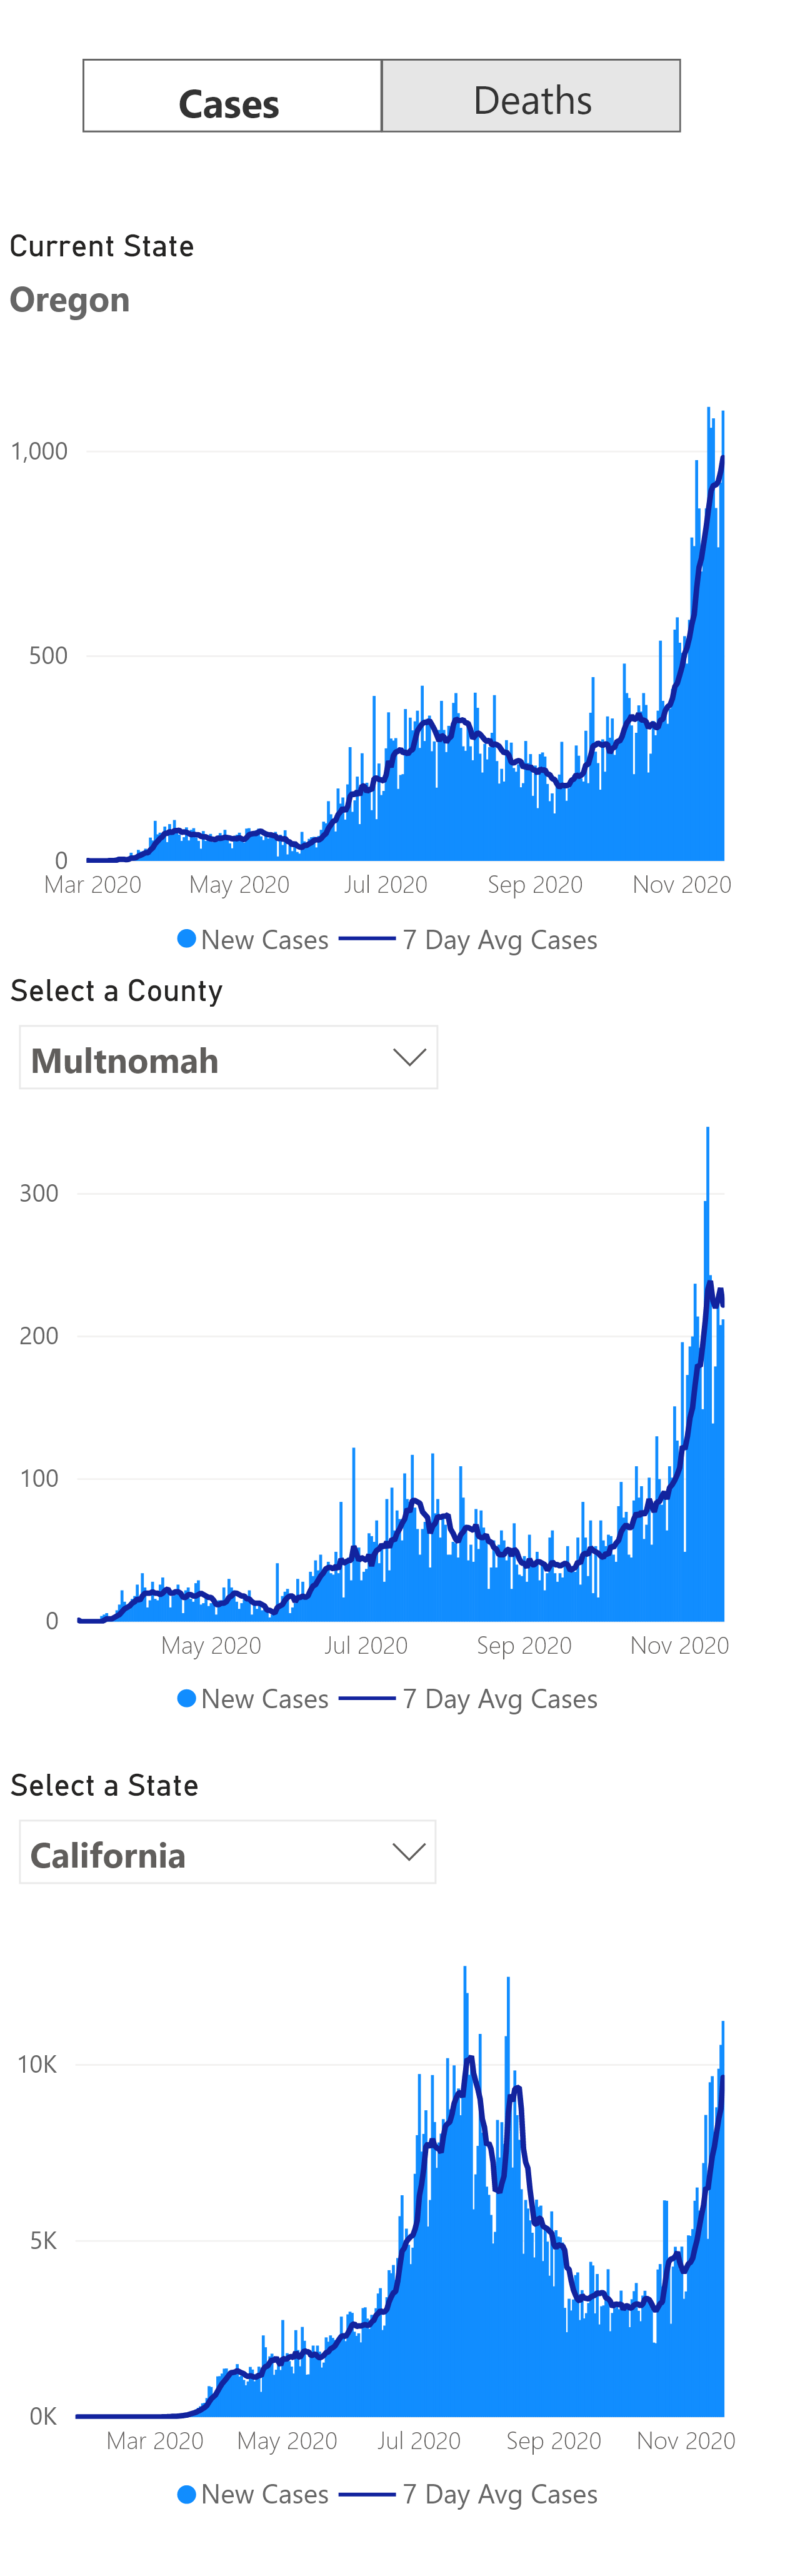 Cases Deaths
Current State
Oregon
1,000
500
0
Mar 2020 May 2020 Jul 2020 Sep 2020 Nov 2020
New Cases 7 Day Avg Cases
Select a County
Multnomah
300
200
100
0
May 2020 Jul 2020 Sep 2020 Nov 2020
New Cases 7 Day Avg Cases
Select a State
California
10K
5K
0K
Mar 2020 May 2020 Jul 2020 Sep 2020 Nov 2020
New Cases 7 Day Avg Cases